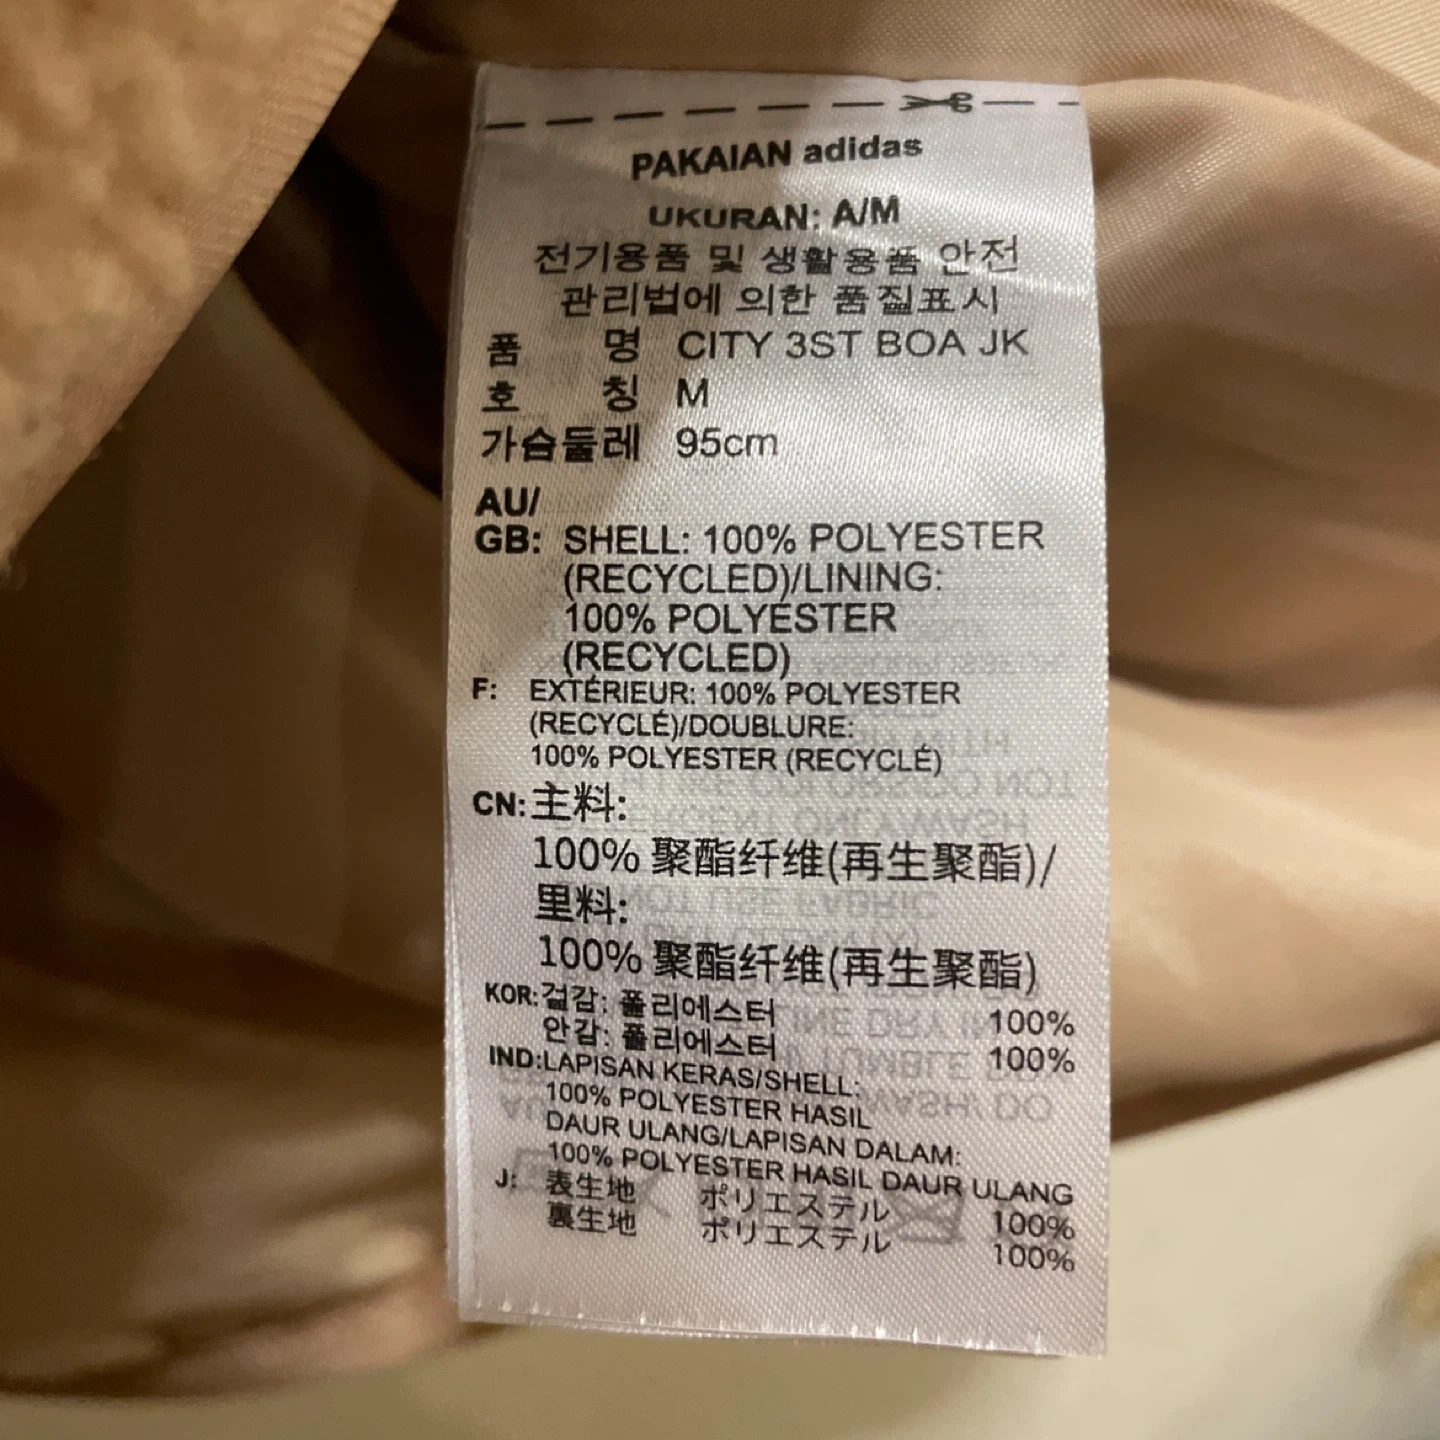 PAKAIAN adidas
UKURAN: A/M
전기용품 및 생활용품 안전
관리법에 의한 품질표시
품 명 CITY 3ST BOA JK
호 칭 M
가슴둘레 95cm
AU/
GB: SHELL: 100% POLYESTER
(RECYCLED)/LINING:
100% POLYESTER
(RECYCLED)
F: EXTÉRIEUR: 100% POLYESTER
(RECYCLÉ)/DOUBLURE:
100% POLYESTER (RECYCLÉ)
CN: 主料:
100% 聚酯纤维(再生聚酯)/
里料:
100% 聚酯纤维(再生聚酯)
KOR: 겉감: 폴리에스터 100%
안감: 폴리에스터 100%
IND: LAPISAN KERAS/SHELL:
100% POLYESTER HASIL
DAUR ULANG/LAPISAN DALAM:
100% POLYESTER HASIL DAUR ULANG
J: 表生地 ポリエステル 100%
裏生地 ポリエステル 100%